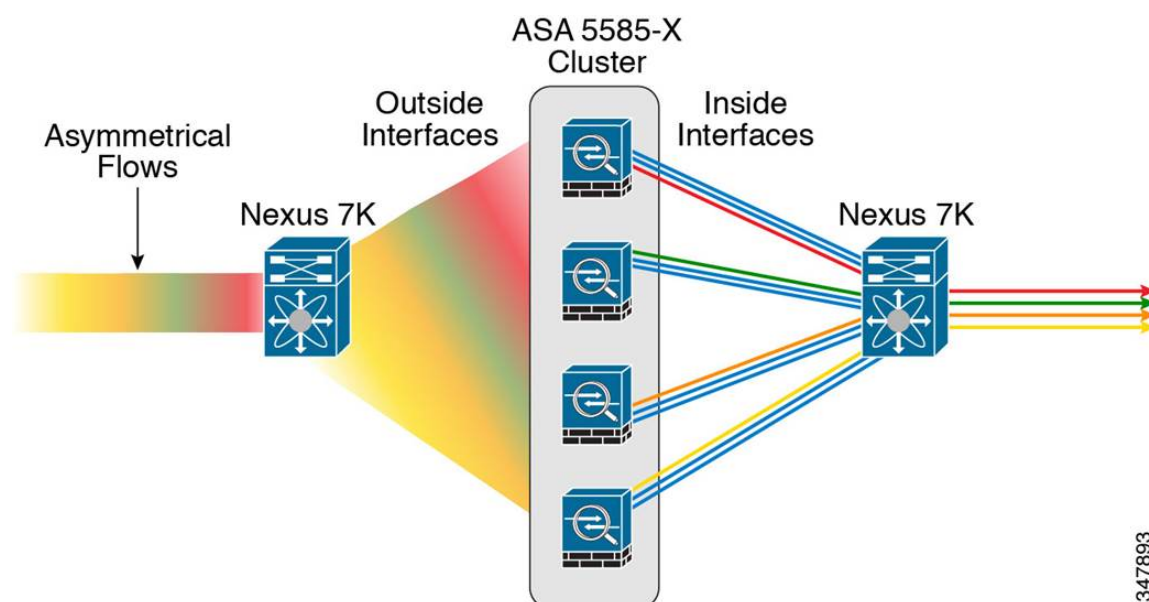 ASA 5585-X
Cluster
Outside
Interfaces
Inside
Interfaces
Asymmetrical
Flows
Nexus 7K
Nexus 7K
347893